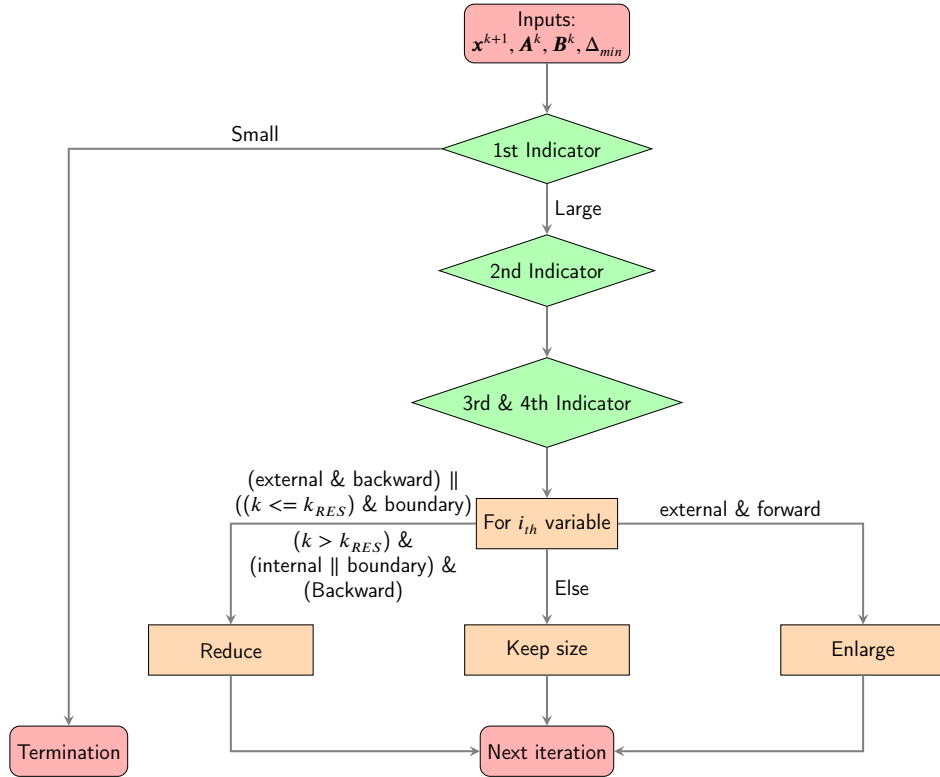 Inputs:
𝒙^{k+1}, 𝑨^k, 𝑩^k, Δ_{min}
Small
1st Indicator
Large
2nd Indicator
3rd & 4th Indicator
(external & backward) ∥
((k <= k_{RES}) & boundary)
For i_{th} variable
external & forward
(k > k_{RES}) &
(internal ∥ boundary) &
(Backward)
Else
Reduce
Keep size
Enlarge
Termination
Next iteration